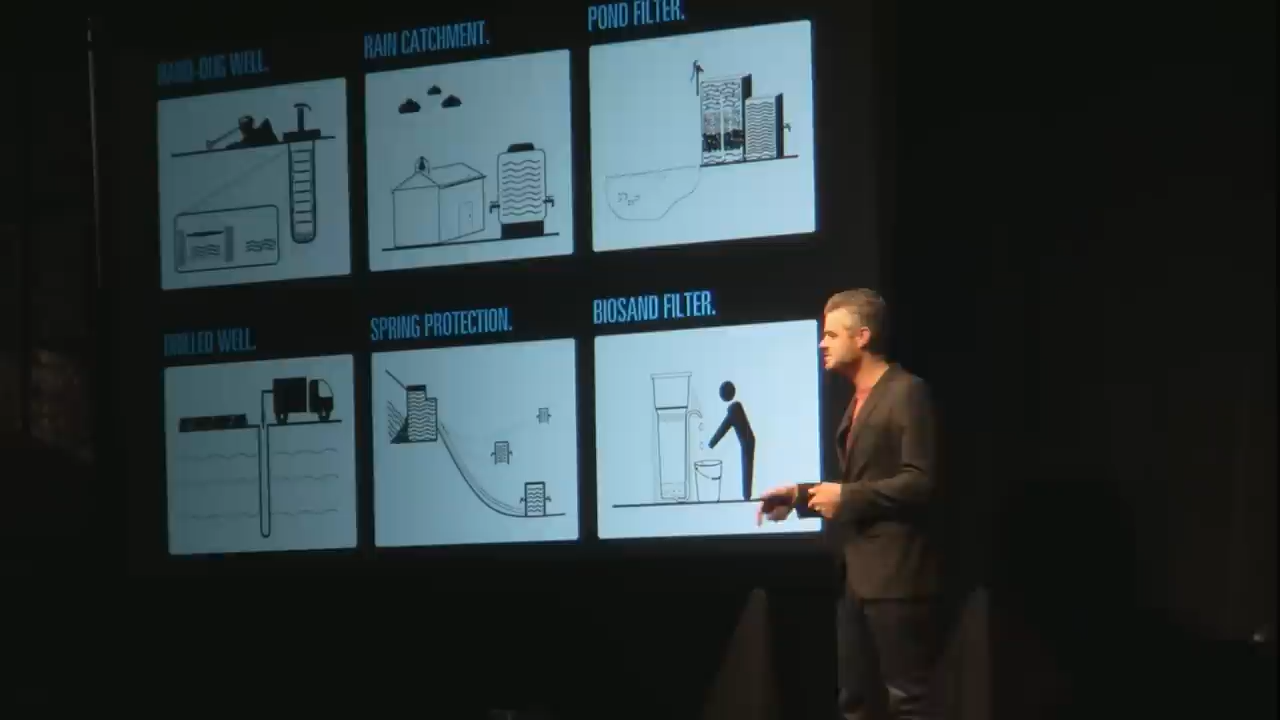 HAND-DUG WELL.
RAIN CATCHMENT.
POND FILTER.
DRILLED WELL.
SPRING PROTECTION.
BIOSAND FILTER.